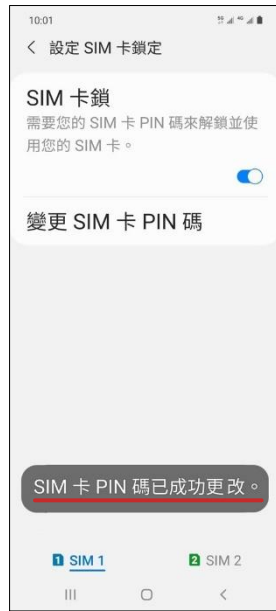 10:01
5G 4G
設定 SIM 卡鎖定
SIM 卡鎖
需要您的 SIM 卡 PIN 碼來解鎖並使
用您的 SIM 卡。
變更 SIM 卡 PIN 碼
SIM 卡 PIN 碼已成功更改。
1 SIM 1
2 SIM 2